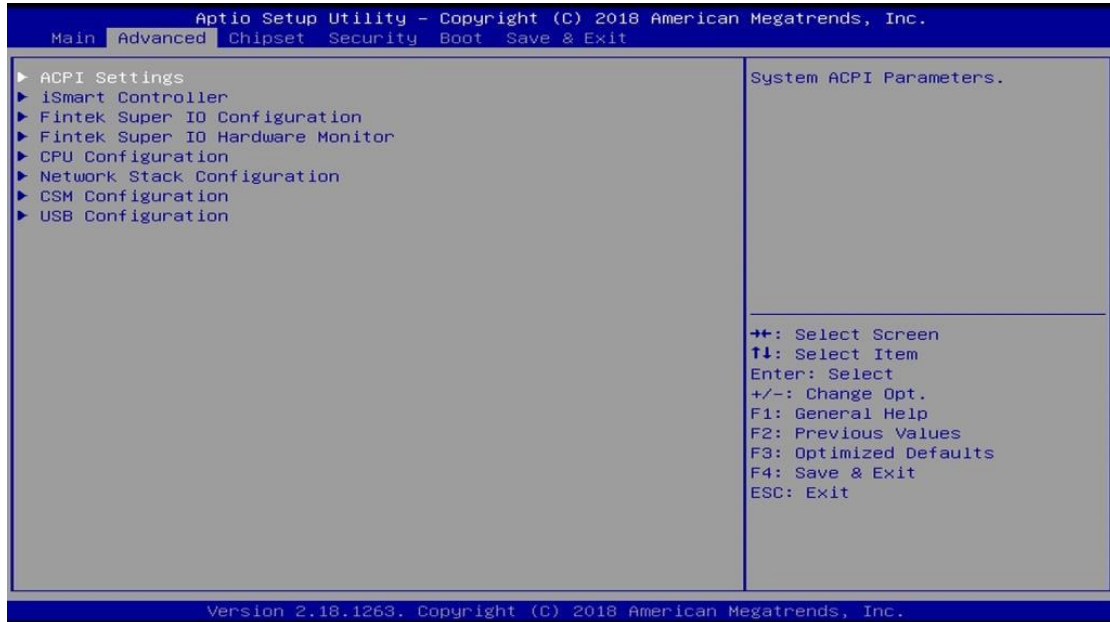 Aptio Setup Utility – Copyright (C) 2018 American Megatrends, Inc.
Main Advanced Chipset Security Boot Save & Exit
► ACPI Settings
► iSmart Controller
► Fintek Super IO Configuration
► Fintek Super IO Hardware Monitor
► CPU Configuration
► Network Stack Configuration
► CSM Configuration
► USB Configuration
System ACPI Parameters.
→←: Select Screen
↑↓: Select Item
Enter: Select
+/-: Change Opt.
F1: General Help
F2: Previous Values
F3: Optimized Defaults
F4: Save & Exit
ESC: Exit
Version 2.18.1263. Copyright (C) 2018 American Megatrends, Inc.